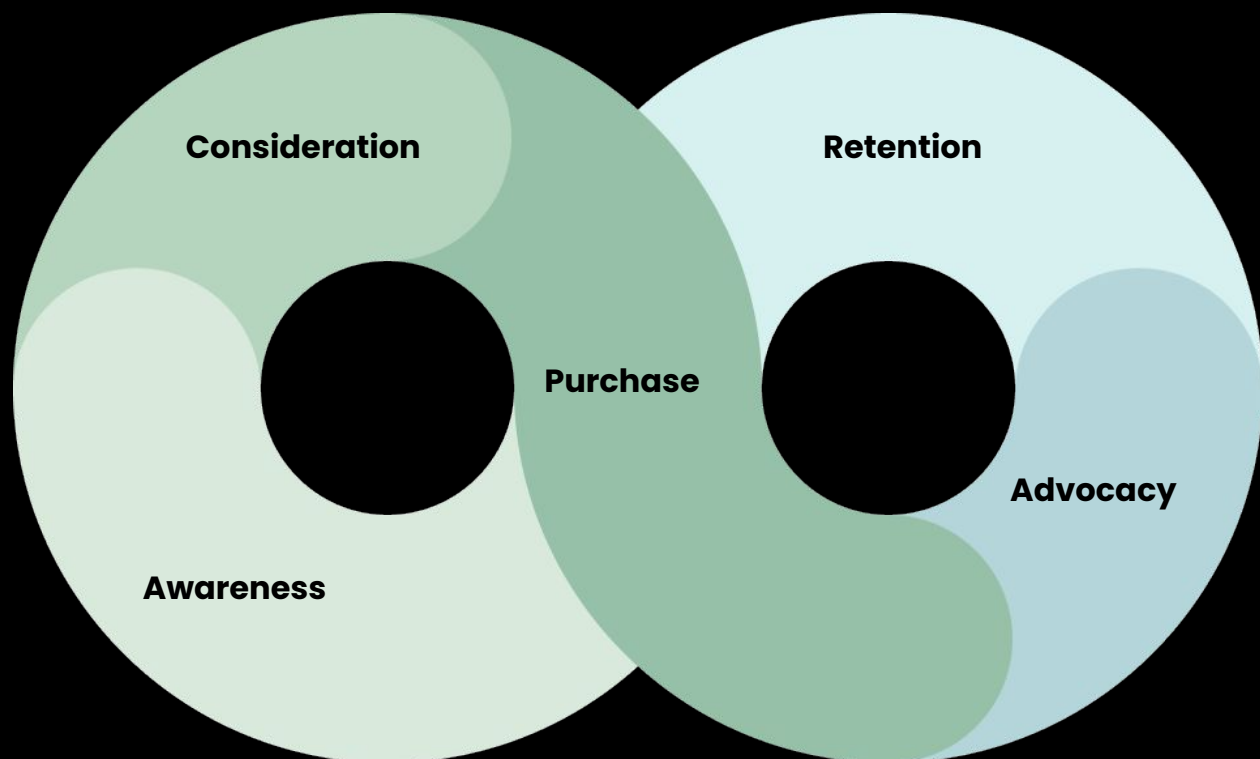 Consideration
Retention
Purchase
Advocacy
Awareness